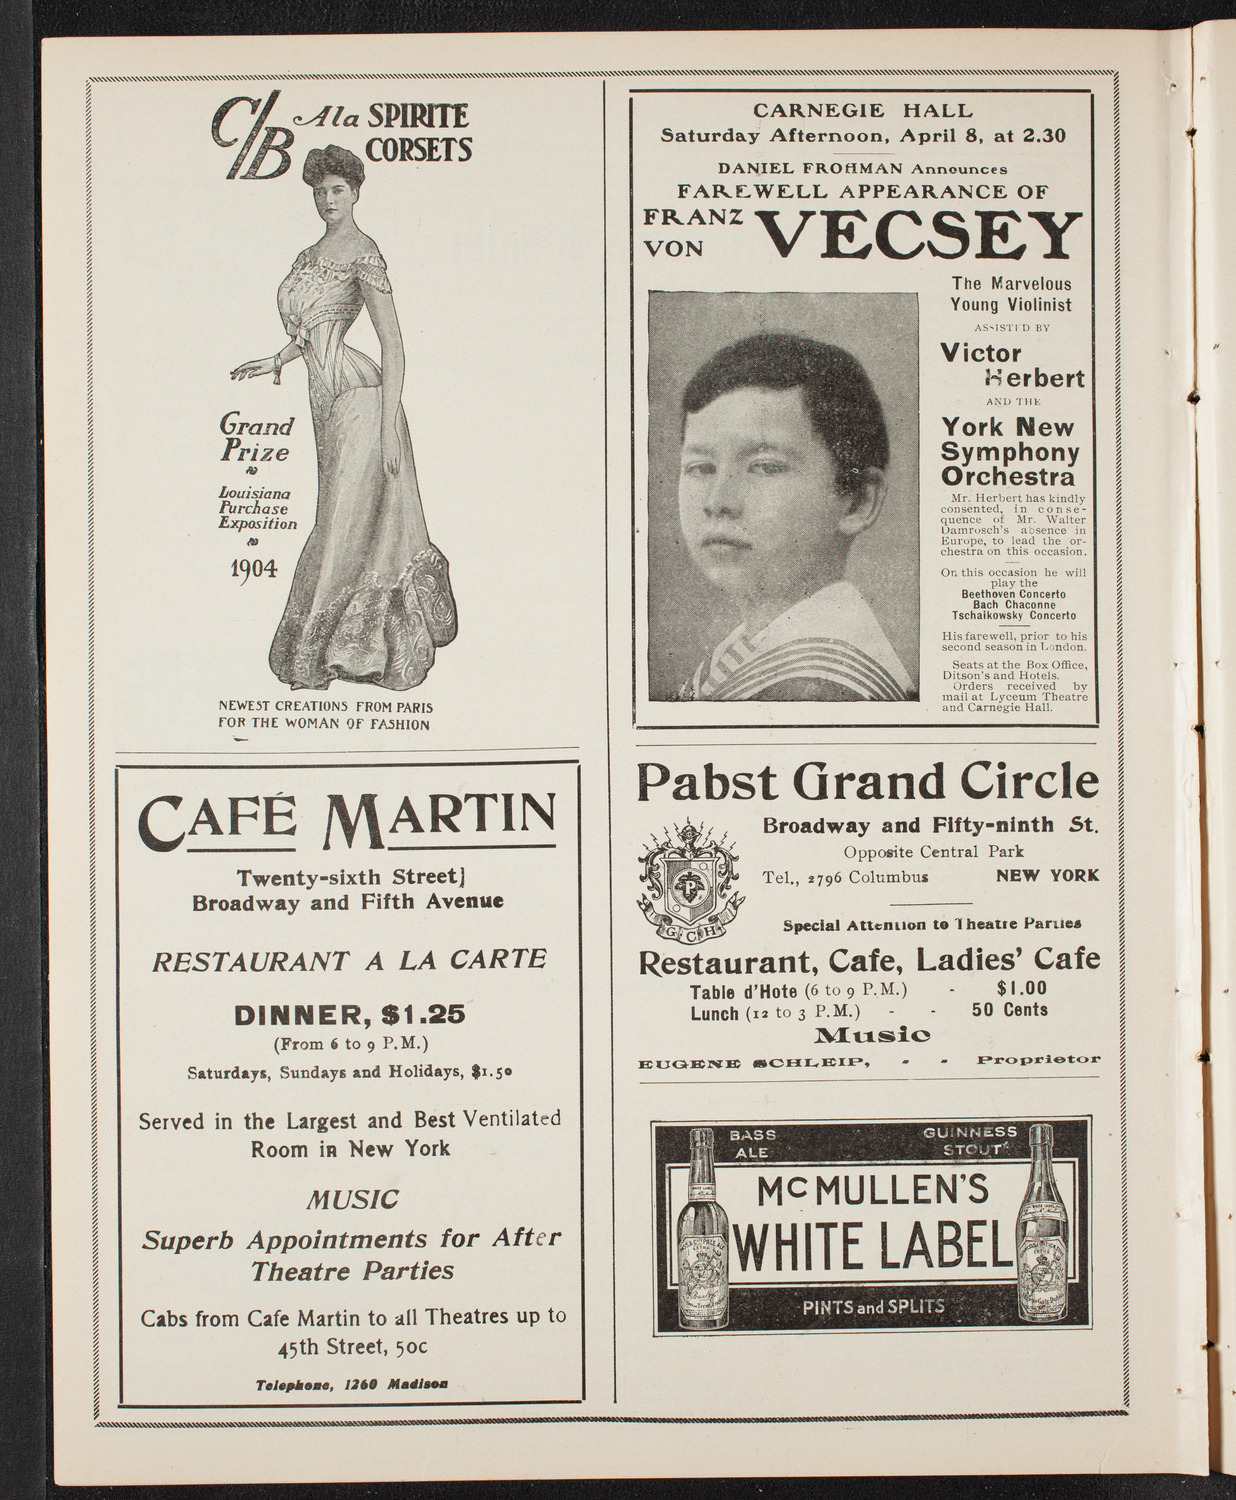 C/B Ala SPIRITE
CORSETS
Grand
Prize
Louisiana
Purchase
Exposition
1904
NEWEST CREATIONS FROM PARIS
FOR THE WOMAN OF FASHION
CAFÉ MARTIN
Twenty-sixth Street]
Broadway and Fifth Avenue
RESTAURANT A LA CARTE
DINNER, $1.25
(From 6 to 9 P.M.)
Saturdays, Sundays and Holidays, $1.50
Served in the Largest and Best Ventilated
Room in New York
MUSIC
Superb Appointments for After
Theatre Parties
Cabs from Cafe Martin to all Theatres up to
45th Street, 50c
Telephone, 1260 Madison
CARNEGIE HALL
Saturday Afternoon, April 8, at 2.30
DANIEL FROHMAN Announces
FAREWELL APPEARANCE OF
FRANZ
VON VECSEY
The Marvelous
Young Violinist
ASSISTED BY
Victor
Herbert
AND THE
York New
Symphony
Orchestra
Mr. Herbert has kindly
consented, in conse-
quence of Mr. Walter
Damrosch's absence in
Europe, to lead the or-
chestra on this occasion.
On this occasion he will
play the
Beethoven Concerto
Bach Chaconne
Tschaikowsky Concerto
His farewell, prior to his
second season in London.
Seats at the Box Office,
Ditson's and Hotels.
Orders received by
mail at Lyceum Theatre
and Carnegie Hall.
Pabst Grand Circle
Broadway and Fifty-ninth St.
Opposite Central Park
Tel., 2796 Columbus NEW YORK
P
G C H
Special Attention to Theatre Parties
Restaurant, Cafe, Ladies' Cafe
Table d'Hote (6 to 9 P.M.) - $1.00
Lunch (12 to 3 P.M.) - - 50 Cents
Music
EUGENE SCHLEIP, - - Proprietor
BASS
ALE
GUINNESS
STOUT
McMULLEN'S
WHITE LABEL
PINTS and SPLITS